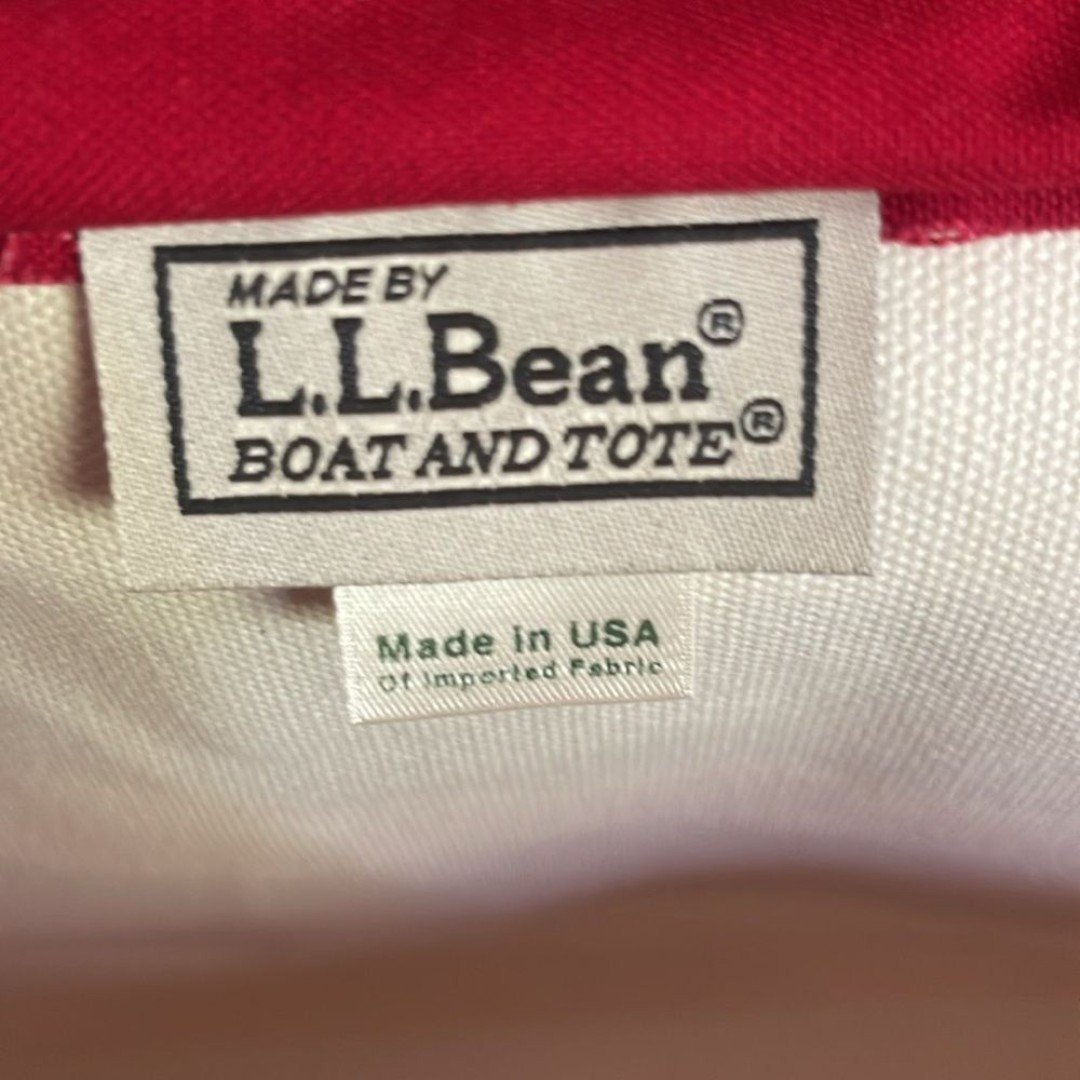 MADE BY
L.L.Bean®
BOAT AND TOTE®
Made in USA
Of Imported Fabric